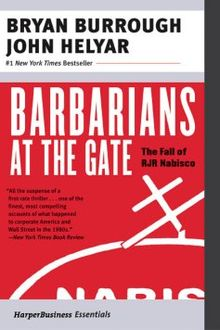 BRYAN BURROUGH
JOHN HELYAR
#1 New York Times Bestseller
BARBARIANS
AT THE GATE
The Fall of
RJR Nabisco
"All the suspense of a
first rate thriller . . . one of the
finest, most compelling
accounts of what happened
to corporate America and
Wall Street in the 1980s."
—New York Times Book Review
NABIS
HarperBusiness Essentials